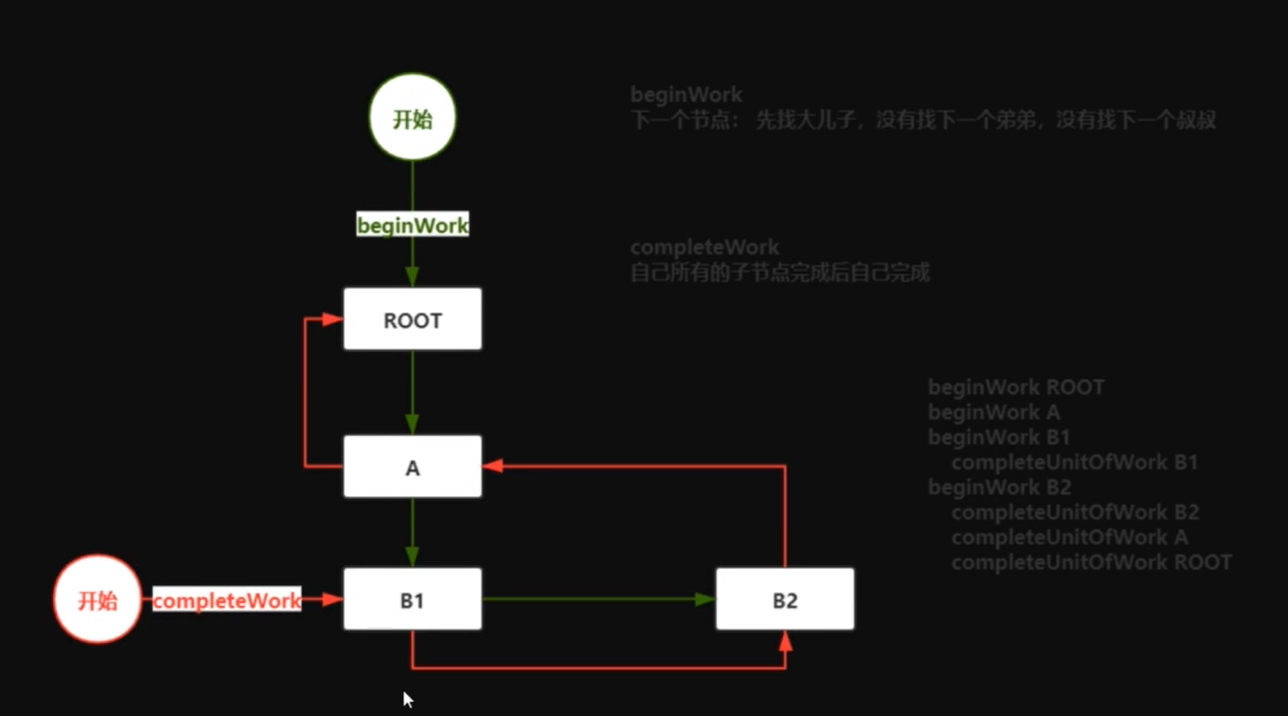 开始
beginWork
下一个节点： 先找大儿子，没有找下一个弟弟，没有找下一个叔叔
beginWork
completeWork
自己所有的子节点完成后自己完成
ROOT
beginWork ROOT
beginWork A
beginWork B1
completeUnitOfWork B1
beginWork B2
completeUnitOfWork B2
completeUnitOfWork A
completeUnitOfWork ROOT
A
开始
completeWork
B1
B2